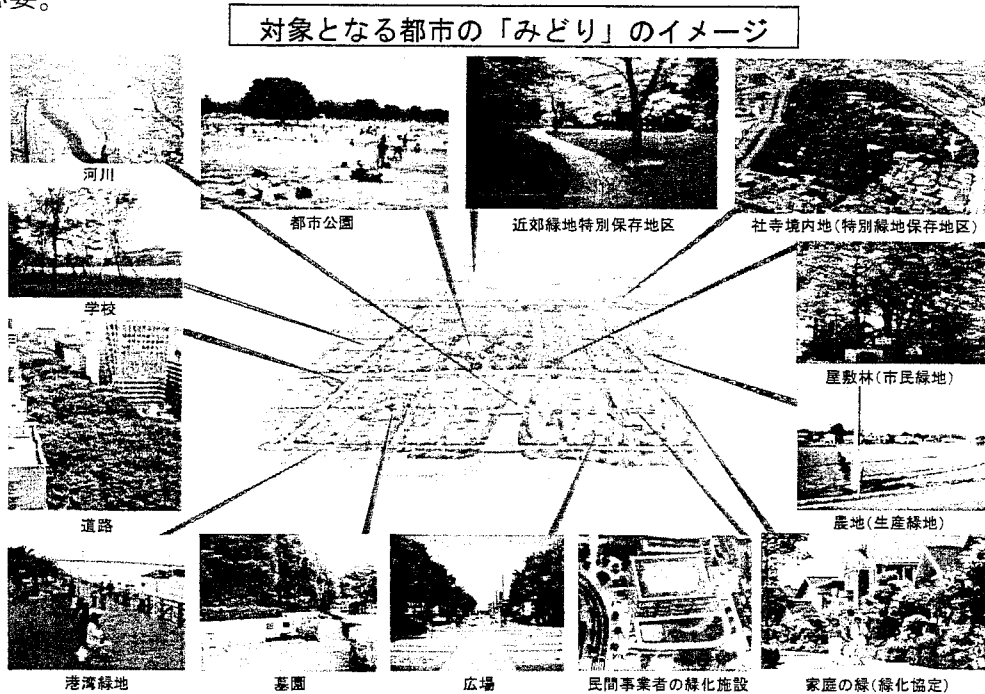 要。
対象となる都市の「みどり」のイメージ
河川
都市公園
近郊緑地特別保存地区
社寺境内地(特別緑地保存地区)
学校
屋敷林(市民緑地)
道路
農地(生産緑地)
港湾緑地
墓園
広場
民間事業者の緑化施設
家庭の緑(緑化協定)